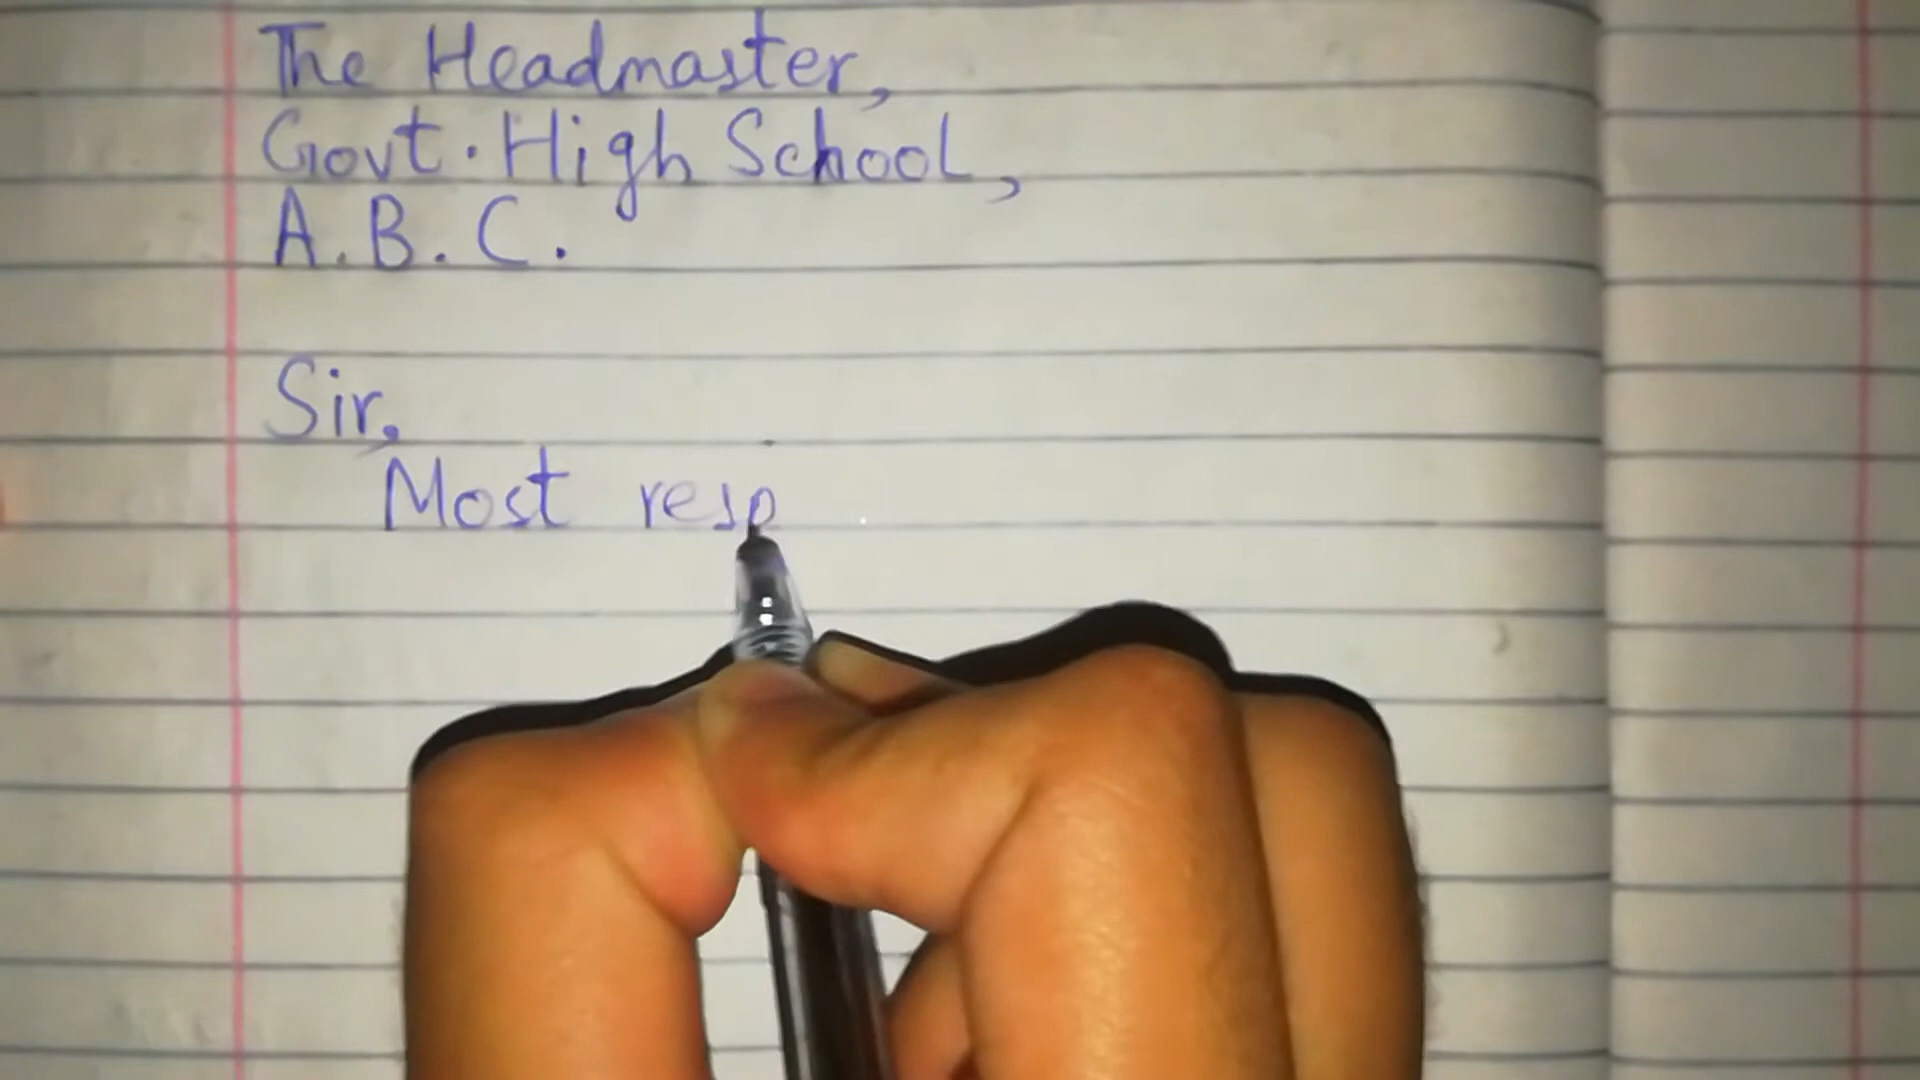 The Headmaster,
Govt. High School,
A.B.C.
Sir,
Most resp